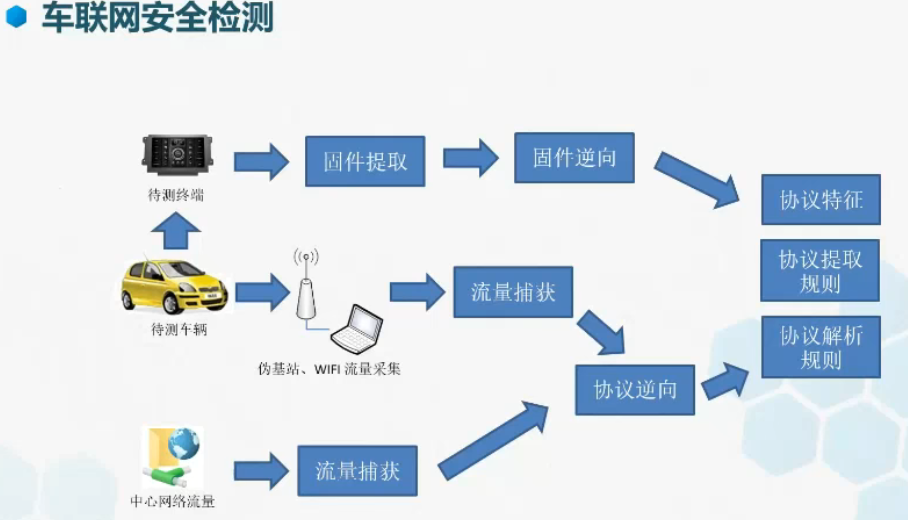 车联网安全检测
固件提取
固件逆向
待测终端
协议特征
协议提取
规则
流量捕获
待测车辆
协议解析
规则
伪基站、WIFI 流量采集
协议逆向
流量捕获
中心网络流量